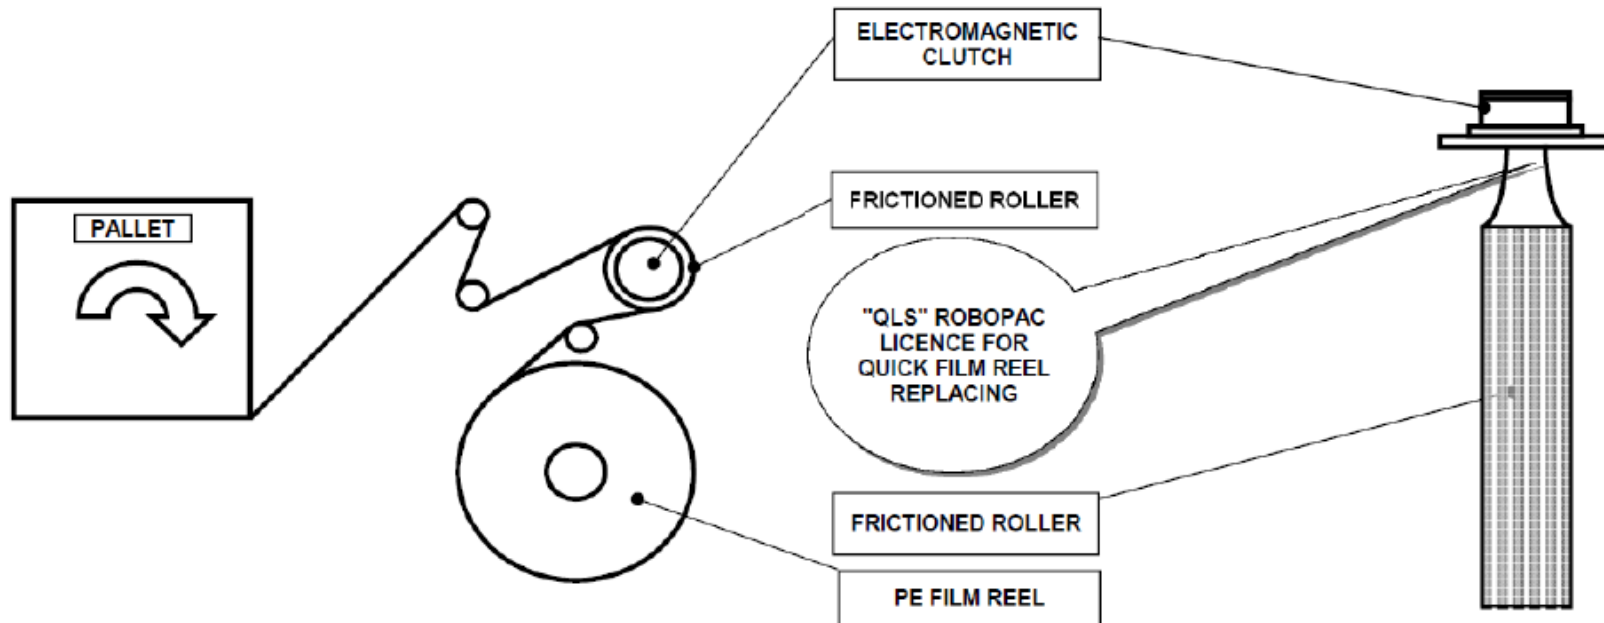 ELECTROMAGNETIC
CLUTCH
PALLET
FRICTIONED ROLLER
"QLS" ROBOPAC
LICENCE FOR
QUICK FILM REEL
REPLACING
FRICTIONED ROLLER
PE FILM REEL